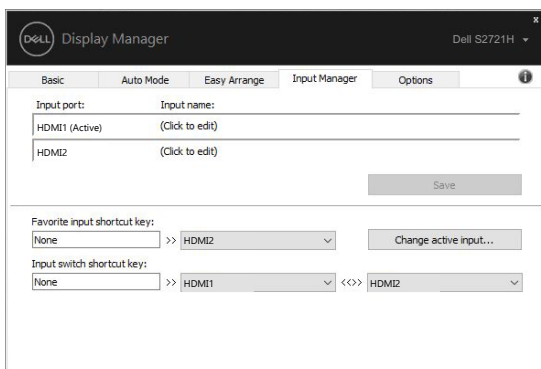 x
DELL Display Manager Dell S2721H
Basic Auto Mode Easy Arrange Input Manager Options i
Input port: Input name:
HDMI1 (Active) (Click to edit)
HDMI2 (Click to edit)
Save
Favorite input shortcut key:
None >> HDMI2 Change active input...
Input switch shortcut key:
None >> HDMI1 <<>> HDMI2